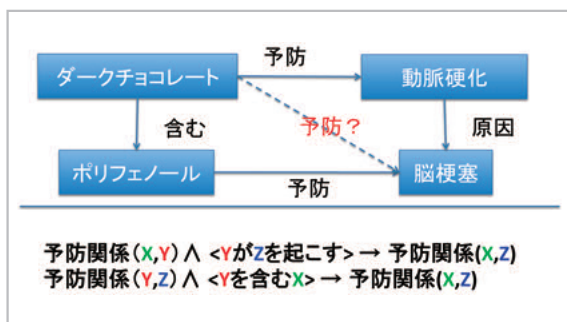 予防
ダークチョコレート
動脈硬化
含む
予防？
原因
ポリフェノール
脳梗塞
予防
予防関係(X,Y)∧ <YがZを起こす> → 予防関係(X,Z)
予防関係(Y,Z)∧ <Yを含むX> → 予防関係(X,Z)